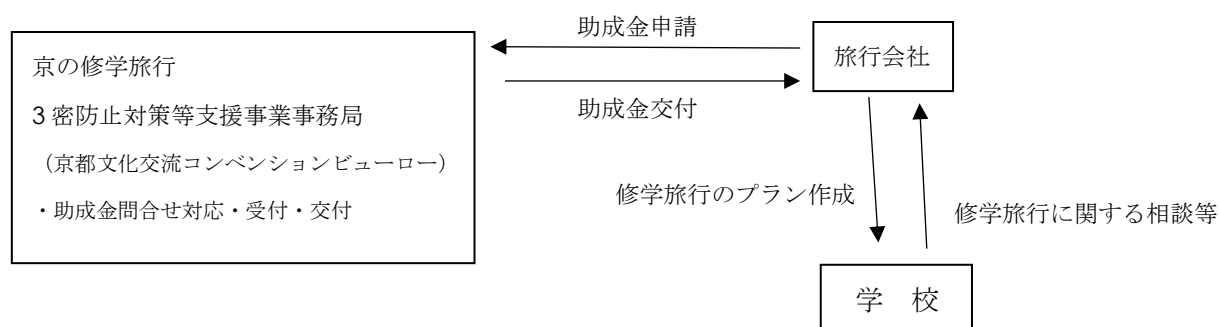 助成金申請
旅行会社
京の修学旅行
3密防止対策等支援事業事務局
助成金交付
（京都文化交流コンベンションビューロー）
・助成金問合せ対応・受付・交付
修学旅行のプラン作成
修学旅行に関する相談等
学　校